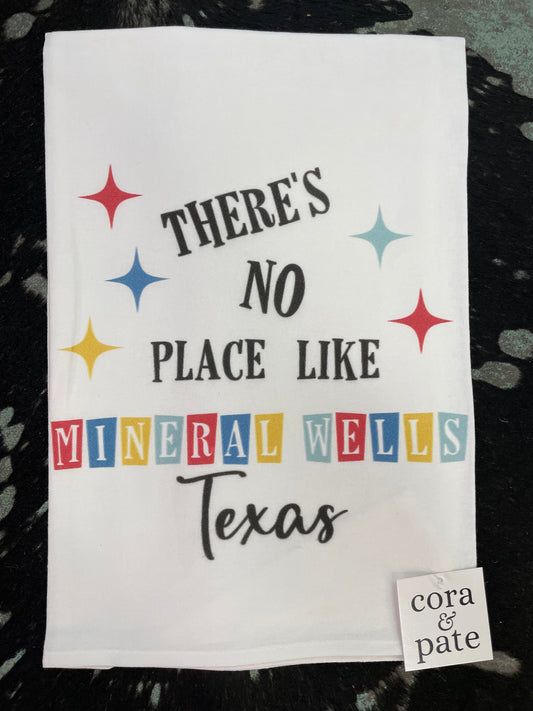 THERE'S
NO
PLACE LIKE
MINERAL WELLS
Texas
cora
&
pate